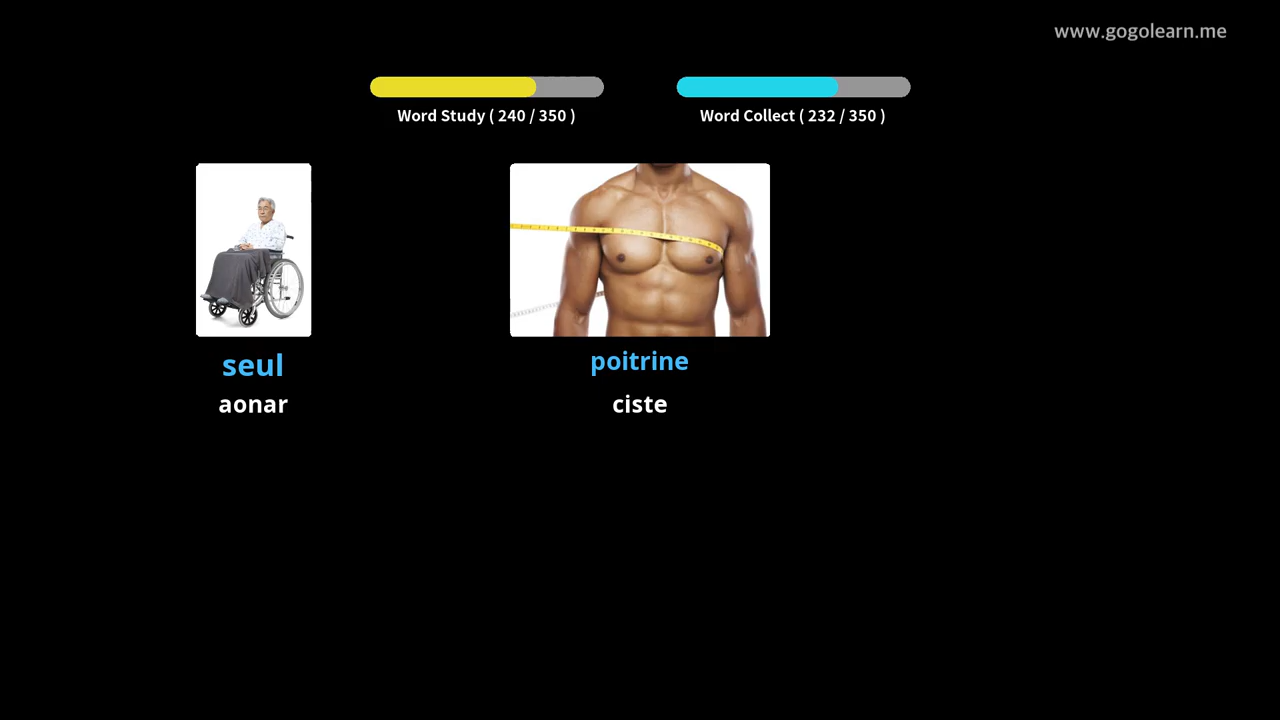 www.gogolearn.me
Word Study ( 240 / 350 )
Word Collect ( 232 / 350 )
seul
aonar
poitrine
ciste